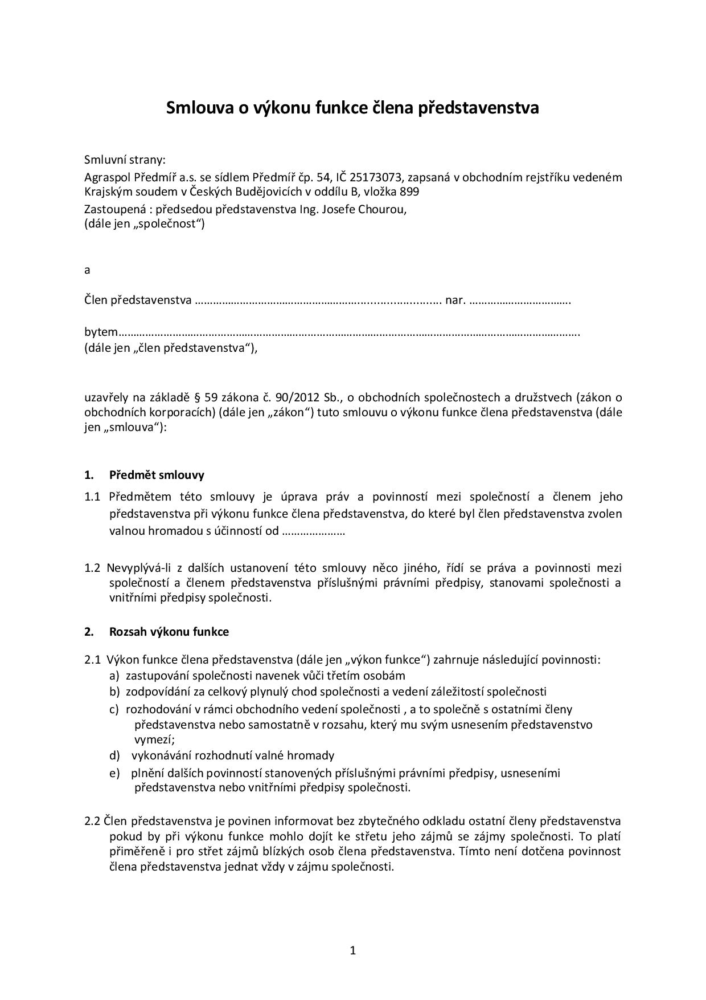 Smlouva o výkonu funkce člena představenstva
Smluvní strany:
Agraspol Předmíř a.s. se sídlem Předmíř čp. 54, IČ 25173073, zapsaná v obchodním rejstříku vedeném
Krajským soudem v Českých Budějovicích v oddílu B, vložka 899
Zastoupená : předsedou představenstva Ing. Josefe Chourou,
(dále jen „společnost“)
a
Člen představenstva ………………………………………………............................ nar. …………………………….
bytem……………………………………………………………………………………………………………………………………….
(dále jen „člen představenstva“),
uzavřely na základě § 59 zákona č. 90/2012 Sb., o obchodních společnostech a družstvech (zákon o
obchodních korporacích) (dále jen „zákon“) tuto smlouvu o výkonu funkce člena představenstva (dále
jen „smlouva“):
1. Předmět smlouvy
1.1 Předmětem této smlouvy je úprava práv a povinností mezi společností a členem jeho
představenstva při výkonu funkce člena představenstva, do které byl člen představenstva zvolen
valnou hromadou s účinností od …………………
1.2 Nevyplývá-li z dalších ustanovení této smlouvy něco jiného, řídí se práva a povinnosti mezi
společností a členem představenstva příslušnými právními předpisy, stanovami společnosti a
vnitřními předpisy společnosti.
2. Rozsah výkonu funkce
2.1 Výkon funkce člena představenstva (dále jen „výkon funkce“) zahrnuje následující povinnosti:
a) zastupování společnosti navenek vůči třetím osobám
b) zodpovídání za celkový plynulý chod společnosti a vedení záležitostí společnosti
c) rozhodování v rámci obchodního vedení společnosti , a to společně s ostatními členy
představenstva nebo samostatně v rozsahu, který mu svým usnesením představenstvo
vymezí;
d) vykonávání rozhodnutí valné hromady
e) plnění dalších povinností stanovených příslušnými právními předpisy, usneseními
představenstva nebo vnitřními předpisy společnosti.
2.2 Člen představenstva je povinen informovat bez zbytečného odkladu ostatní členy představenstva
pokud by při výkonu funkce mohlo dojít ke střetu jeho zájmů se zájmy společnosti. To platí
přiměřeně i pro střet zájmů blízkých osob člena představenstva. Tímto není dotčena povinnost
člena představenstva jednat vždy v zájmu společnosti.
1